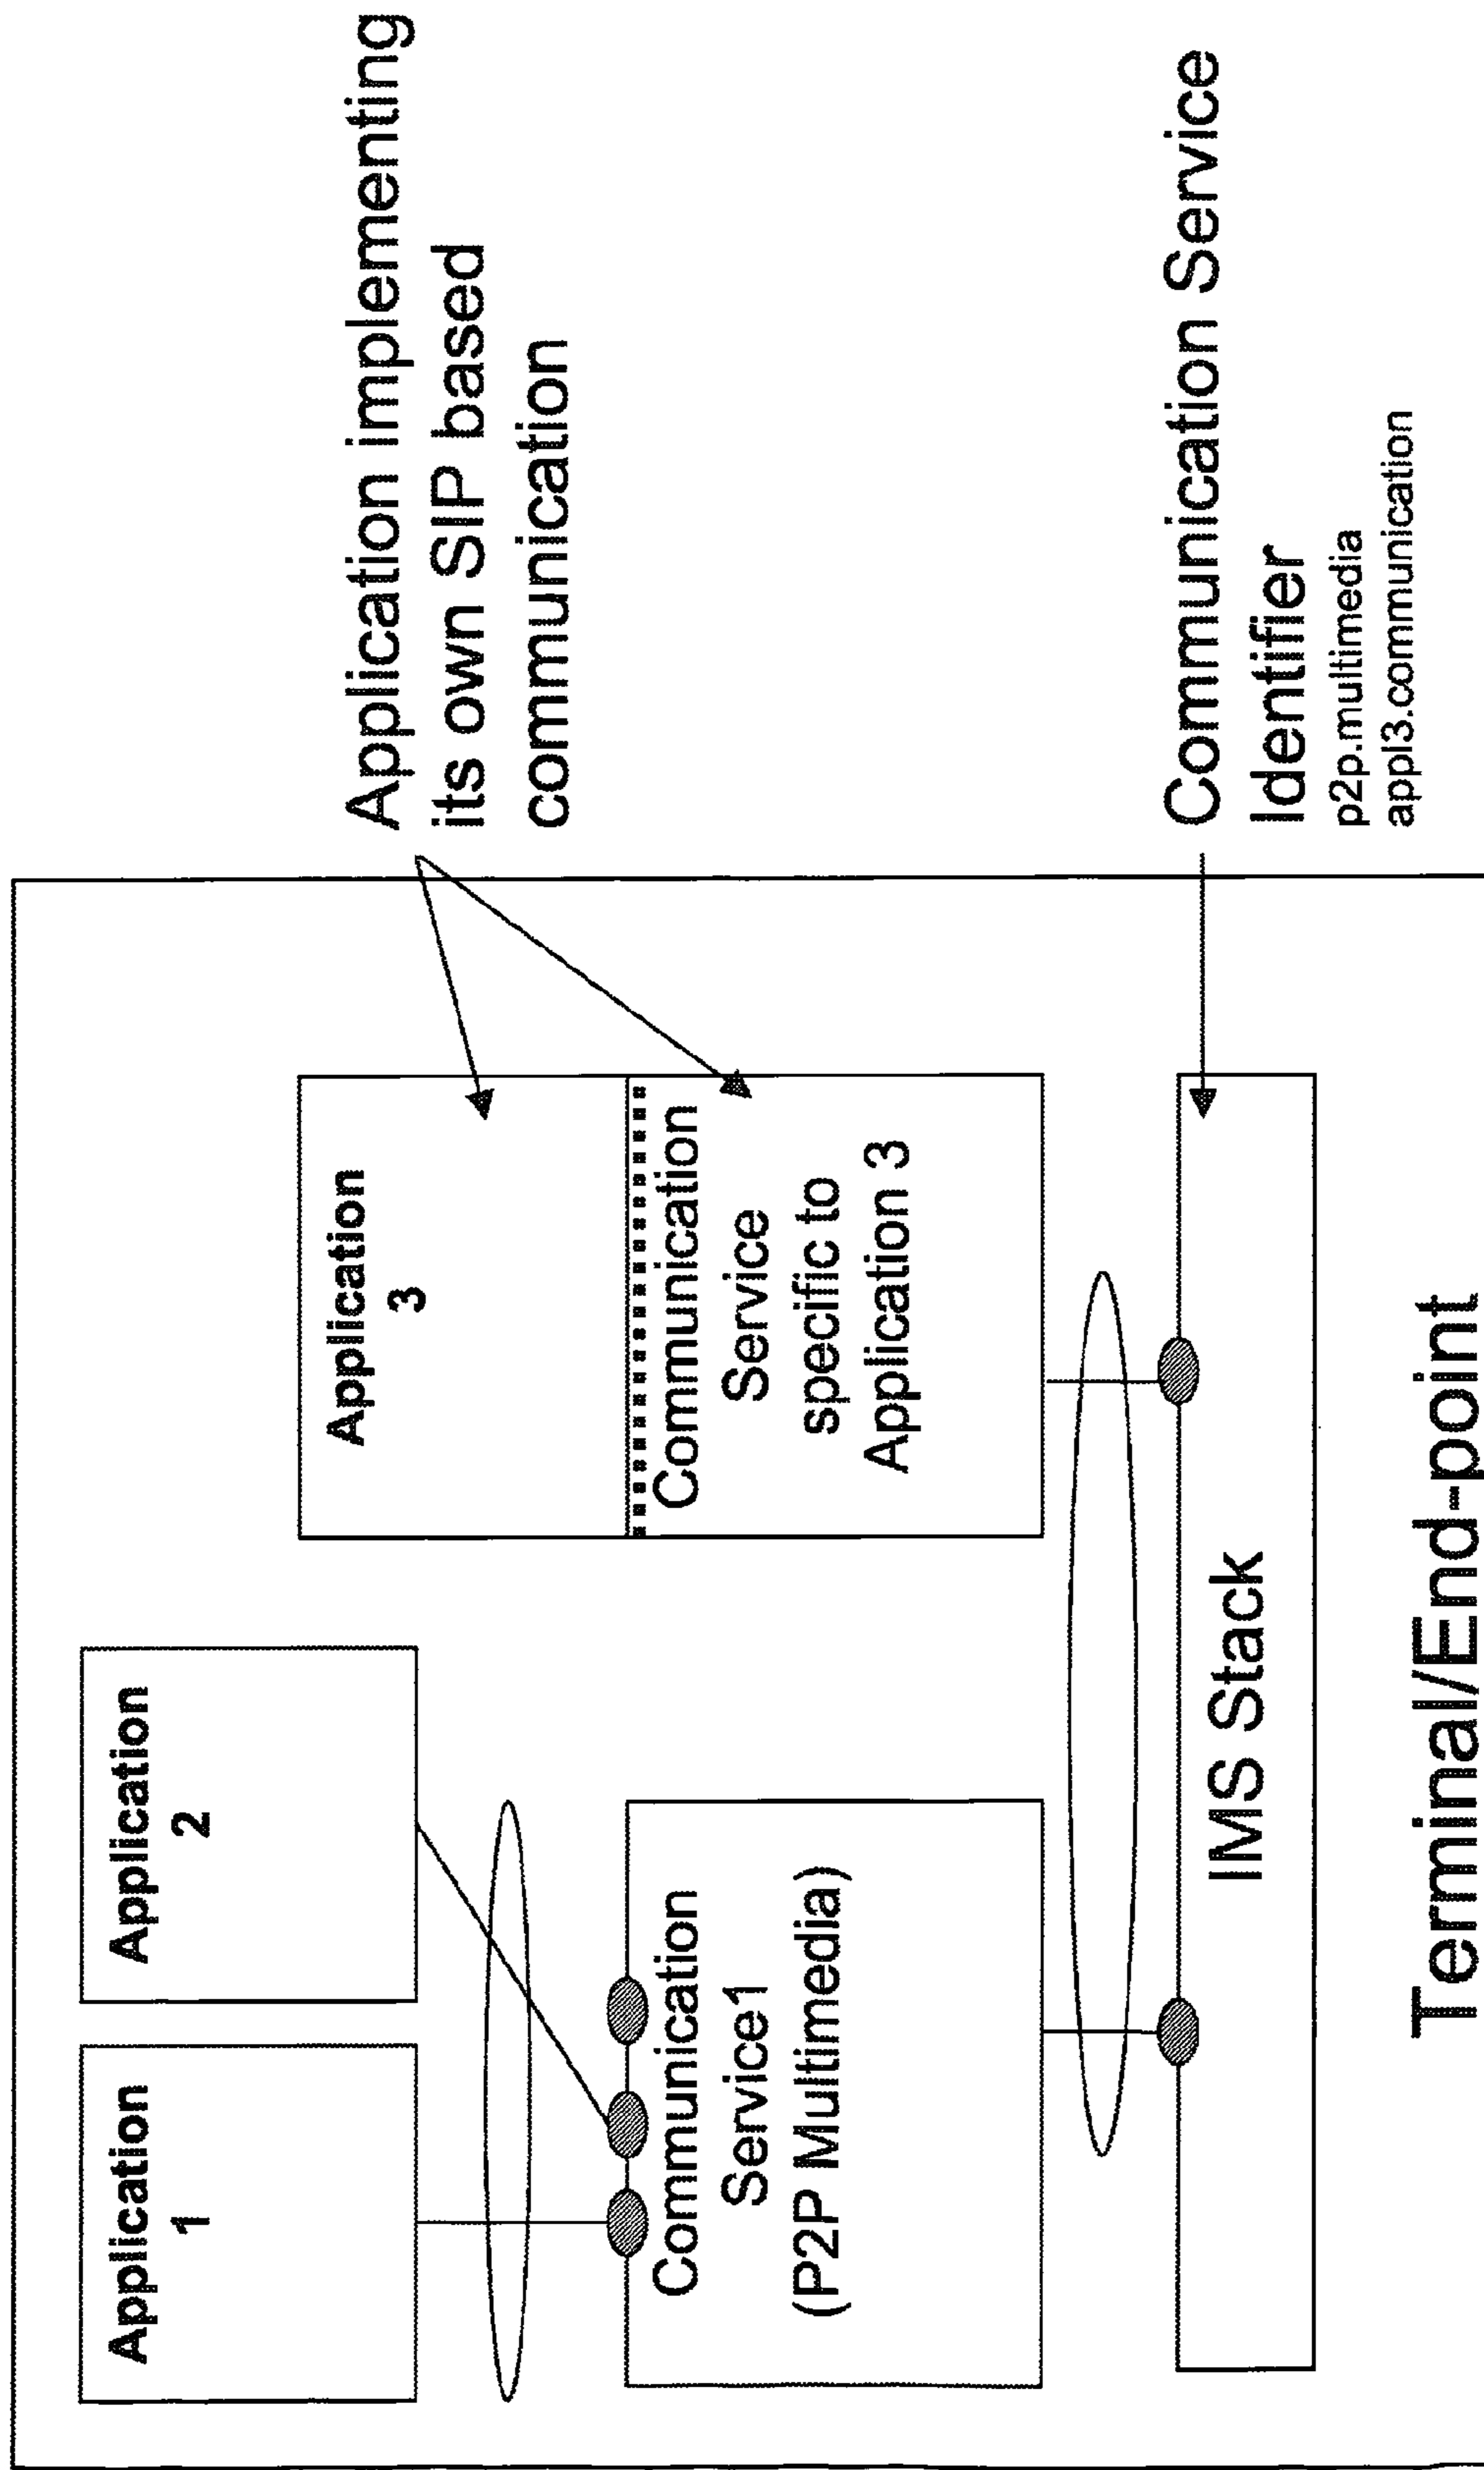 Application
1
Application
2
Application
3
Application implementing
its own SIP based
communication
Communication
Service1
(P2P Multimedia)
Communication
Service
specific to
Application 3
IMS Stack
Communication Service
Identifier
p2p.multimedia
appl3.communication
Terminal/End-point